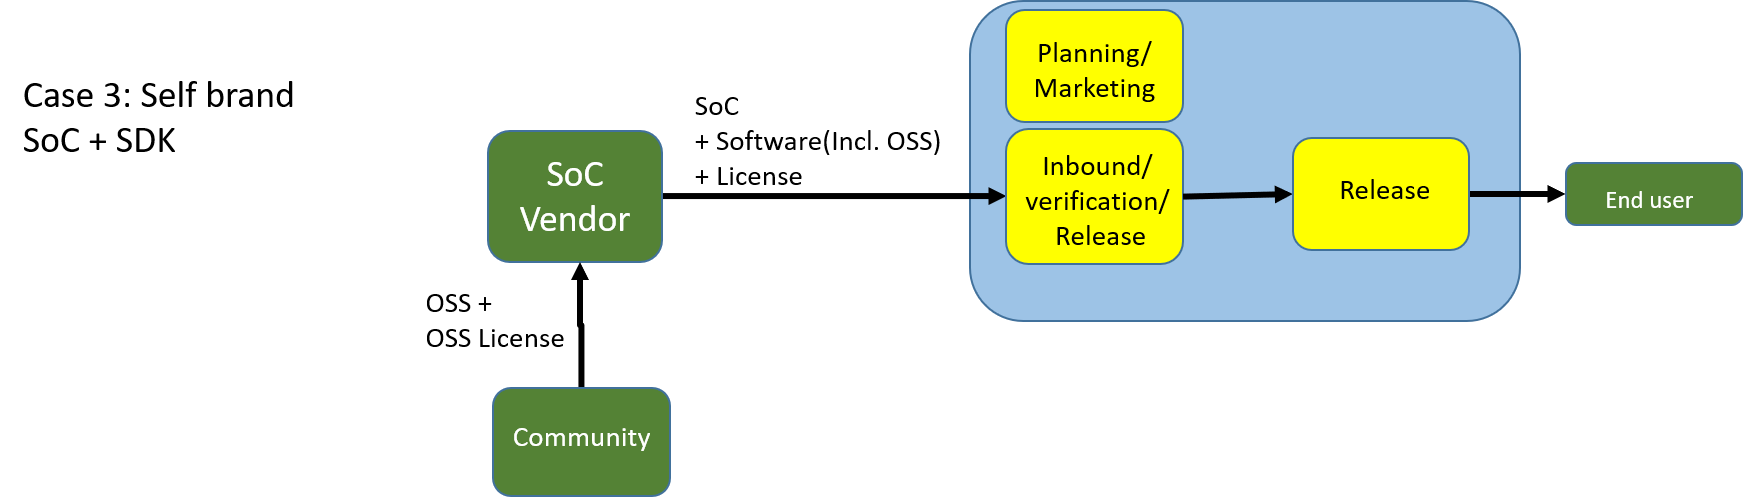 Case 3: Self brand
SoC + SDK
SoC
Vendor
OSS +
OSS License
Community
SoC
+ Software(Incl. OSS)
+ License
Planning/
Marketing
Inbound/
verification/
Release
Release
End user